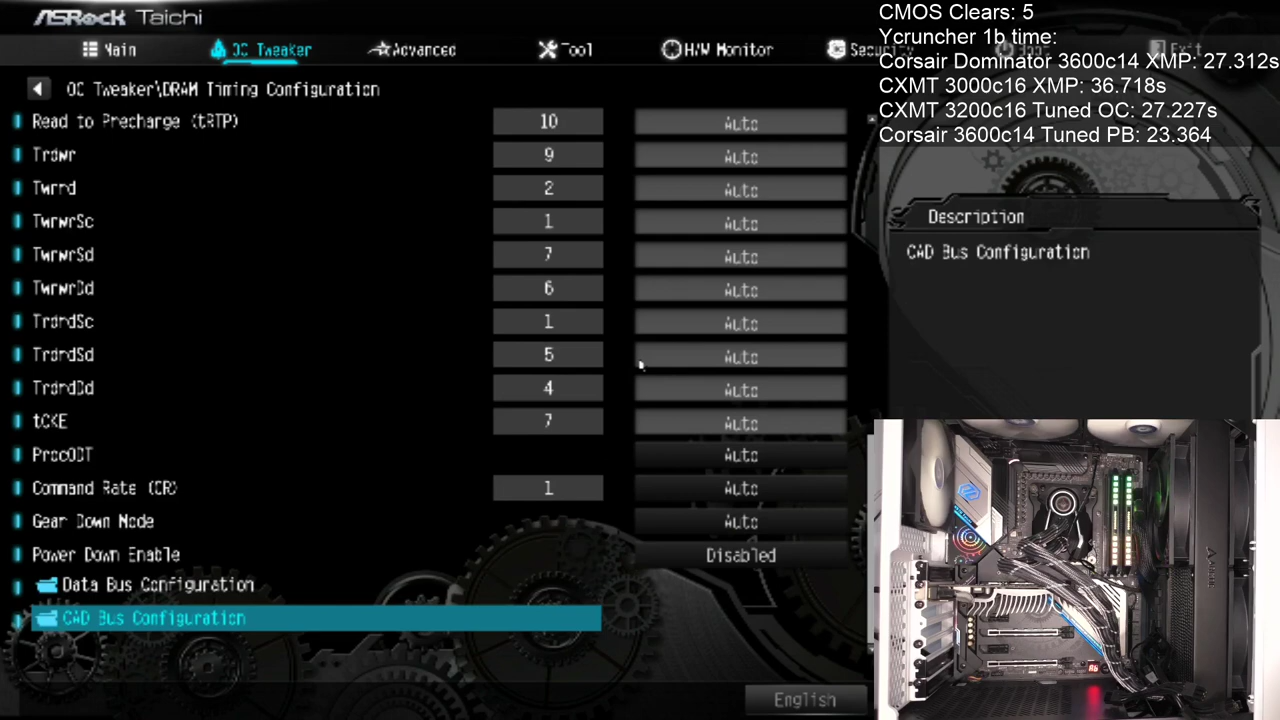 ASRock Taichi
Main
OC Tweaker
Advanced
Tool
H/W Monitor
Security
Boot
Exit
CMOS Clears: 5
Ycruncher 1b time:
Corsair Dominator 3600c14 XMP: 27.312s
CXMT 3000c16 XMP: 36.718s
CXMT 3200c16 Tuned OC: 27.227s
Corsair 3600c14 Tuned PB: 23.364
OC Tweaker\DRAM Timing Configuration
Read to Precharge (tRTP) 10 Auto
Trdwr 9 Auto
Twrrd 2 Auto
TwrwrSc 1 Auto
TwrwrSd 7 Auto
TwrwrDd 6 Auto
TrdrdSc 1 Auto
TrdrdSd 5 Auto
TrdrdDd 4 Auto
tCKE 7 Auto
ProcODT Auto
Command Rate (CR) 1 Auto
Gear Down Mode Auto
Power Down Enable Disabled
Data Bus Configuration
CAD Bus Configuration
Description
CAD Bus Configuration
English